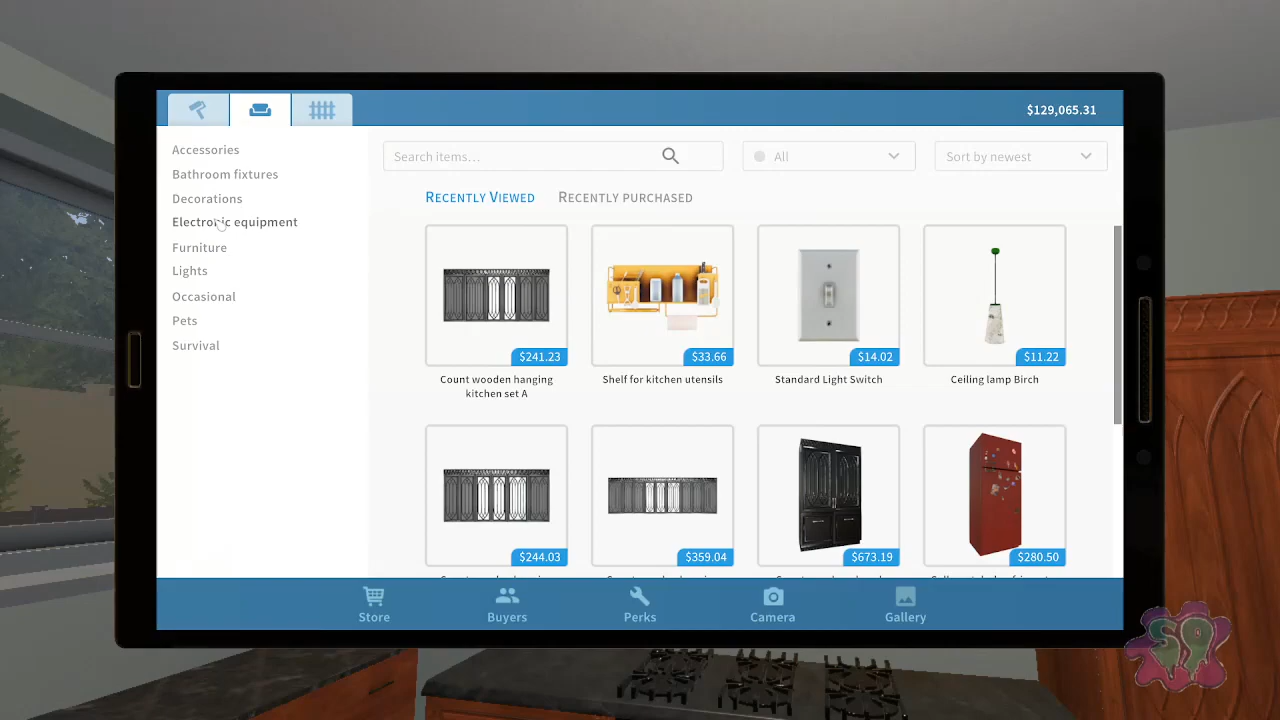 $129,065.31
Accessories
Bathroom fixtures
Decorations
Electronic equipment
Furniture
Lights
Occasional
Pets
Survival
Search items...
All
Sort by newest
Recently Viewed
Recently purchased
$241.23
Count wooden hanging
kitchen set A
$33.66
Shelf for kitchen utensils
$14.02
Standard Light Switch
$11.22
Ceiling lamp Birch
$244.03
$359.04
$673.19
$280.50
Store
Buyers
Perks
Camera
Gallery